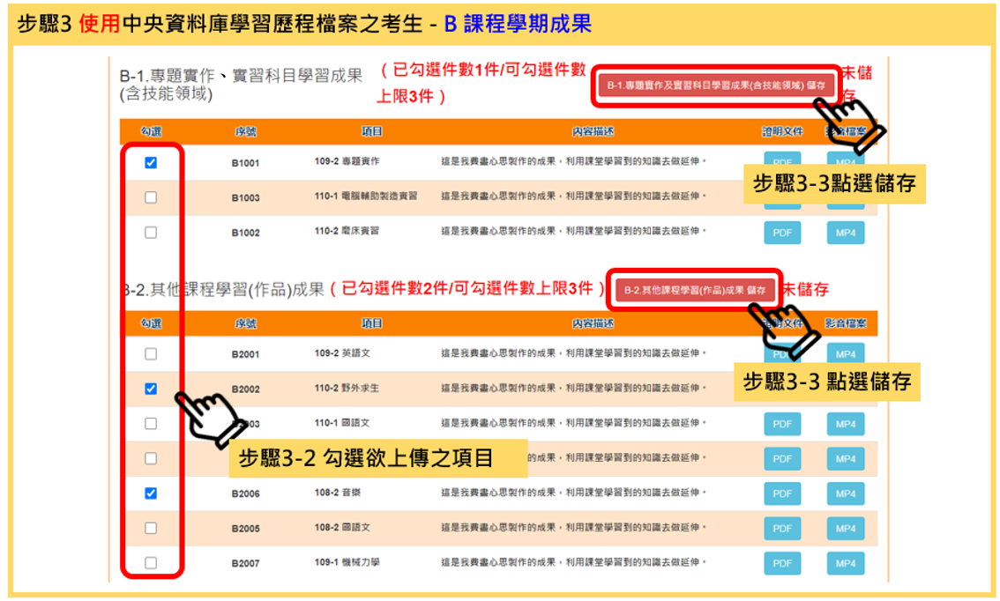 步驟3 使用中央資料庫學習歷程檔案之考生 - B 課程學期成果
B-1.專題實作、實習科目學習成果
(含技能領域)
(已勾選件數1件/可勾選件數
上限3件)
B-1.專題實作及實習科目學習成果(含技能領域) 儲存
未儲
存
勾選 序號 項目 內容描述 證明文件 影音檔案
B1001 109-2 專題實作 這是我費盡心思製作的成果，利用課堂學習到的知識去做延伸。 PDF MP4
步驟3-3點選儲存
B1003 110-1 電腦輔助製造實習 這是我費盡心思製作的成果，利用課堂學習到的知識去做延伸。
B1002 110-2 磨床實習 這是我費盡心思製作的成果，利用課堂學習到的知識去做延伸。 PDF MP4
B-2.其他課程學習(作品)成果 (已勾選件數2件/可勾選件數上限3件) B-2.其他課程學習(作品)成果 儲存 未儲存
勾選 序號 項目 內容描述 證明文件 影音檔案
B2001 109-2 英語文 這是我費盡心思製作的成果，利用課堂學習到的知識去做延伸。 PDF MP4
步驟3-3 點選儲存
B2002 110-2 野外求生 這是我費盡心思製作的成果，利用課堂學習到的知識去做延伸。
B2003 110-1 國語文 這是我費盡心思製作的成果，利用課堂學習到的知識去做延伸。 PDF MP4
步驟3-2 勾選欲上傳之項目
的成果，利用課堂學習到的知識去做延伸。 PDF MP4
B2006 108-2 音樂 這是我費盡心思製作的成果，利用課堂學習到的知識去做延伸。 PDF MP4
B2005 108-2 國語文 這是我費盡心思製作的成果，利用課堂學習到的知識去做延伸。 PDF MP4
B2007 109-1 機械力學 這是我費盡心思製作的成果，利用課堂學習到的知識去做延伸。 PDF MP4